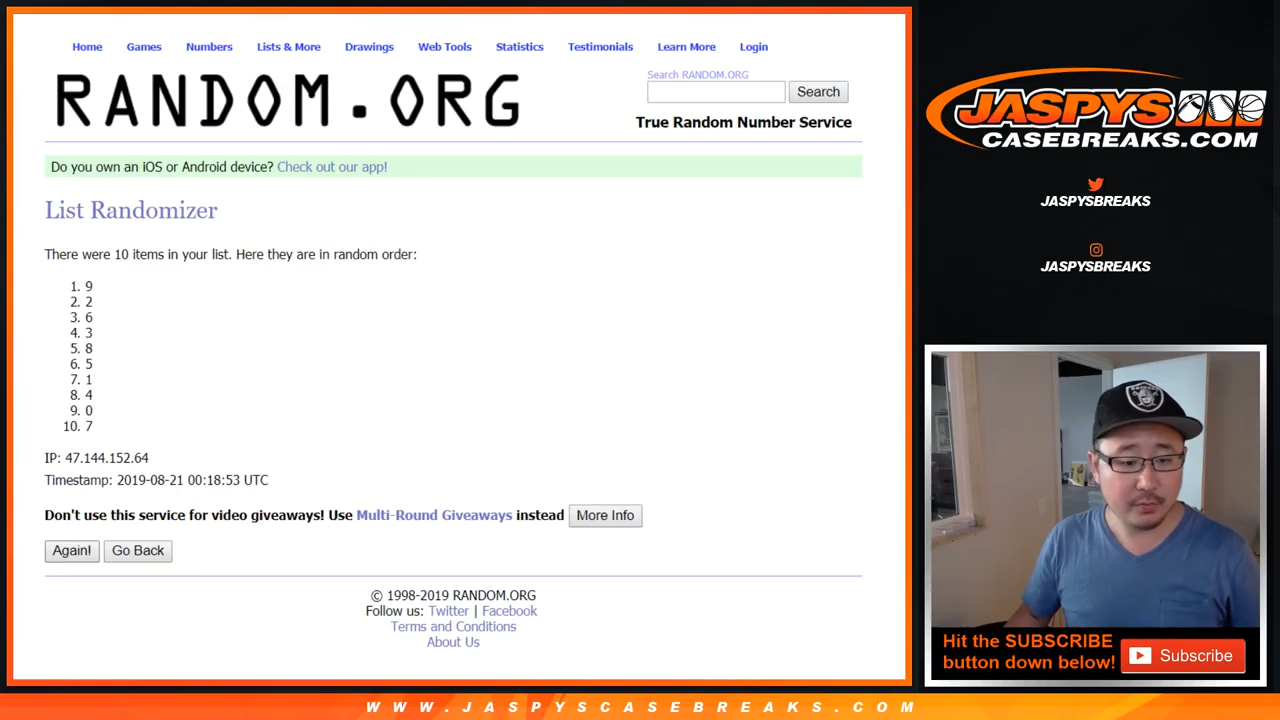 Home Games Numbers Lists & More Drawings Web Tools Statistics Testimonials Learn More Login
RANDOM.ORG
Search RANDOM.ORG
Search
True Random Number Service
Do you own an iOS or Android device? Check out our app!
List Randomizer
There were 10 items in your list. Here they are in random order:
1. 9
2. 2
3. 6
4. 3
5. 8
6. 5
7. 1
8. 4
9. 0
10. 7
IP: 47.144.152.64
Timestamp: 2019-08-21 00:18:53 UTC
Don't use this service for video giveaways! Use Multi-Round Giveaways instead More Info
Again! Go Back
© 1998-2019 RANDOM.ORG
Follow us: Twitter | Facebook
Terms and Conditions
About Us
JASPYS
CASEBREAKS.COM
JASPYSBREAKS
JASPYSBREAKS
Hit the SUBSCRIBE
button down below!
Subscribe
WWW.JASPYSCASEBREAKS.COM